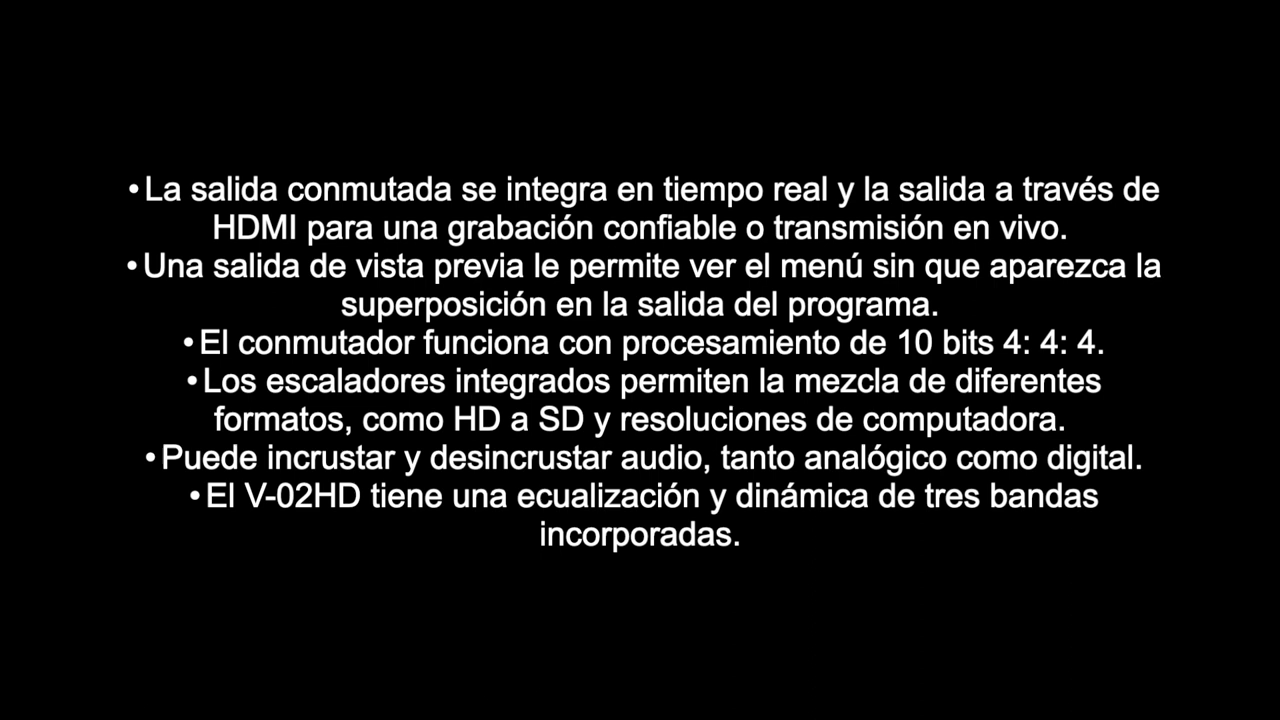 •La salida conmutada se integra en tiempo real y la salida a través de
HDMI para una grabación confiable o transmisión en vivo.
•Una salida de vista previa le permite ver el menú sin que aparezca la
superposición en la salida del programa.
•El conmutador funciona con procesamiento de 10 bits 4: 4: 4.
•Los escaladores integrados permiten la mezcla de diferentes
formatos, como HD a SD y resoluciones de computadora.
•Puede incrustar y desincrustar audio, tanto analógico como digital.
•El V-02HD tiene una ecualización y dinámica de tres bandas
incorporadas.